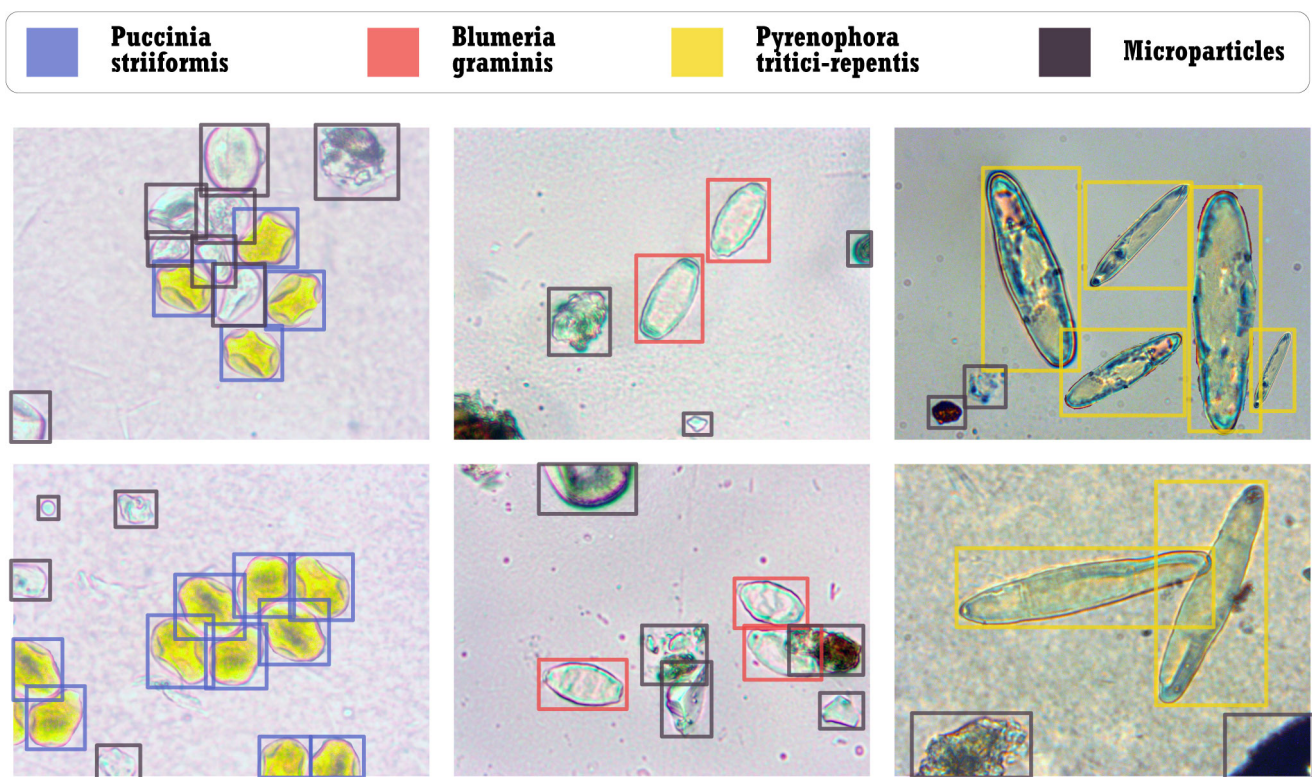 Puccinia
striiformis
Blumeria
graminis
Pyrenophora
tritici-repentis
Microparticles